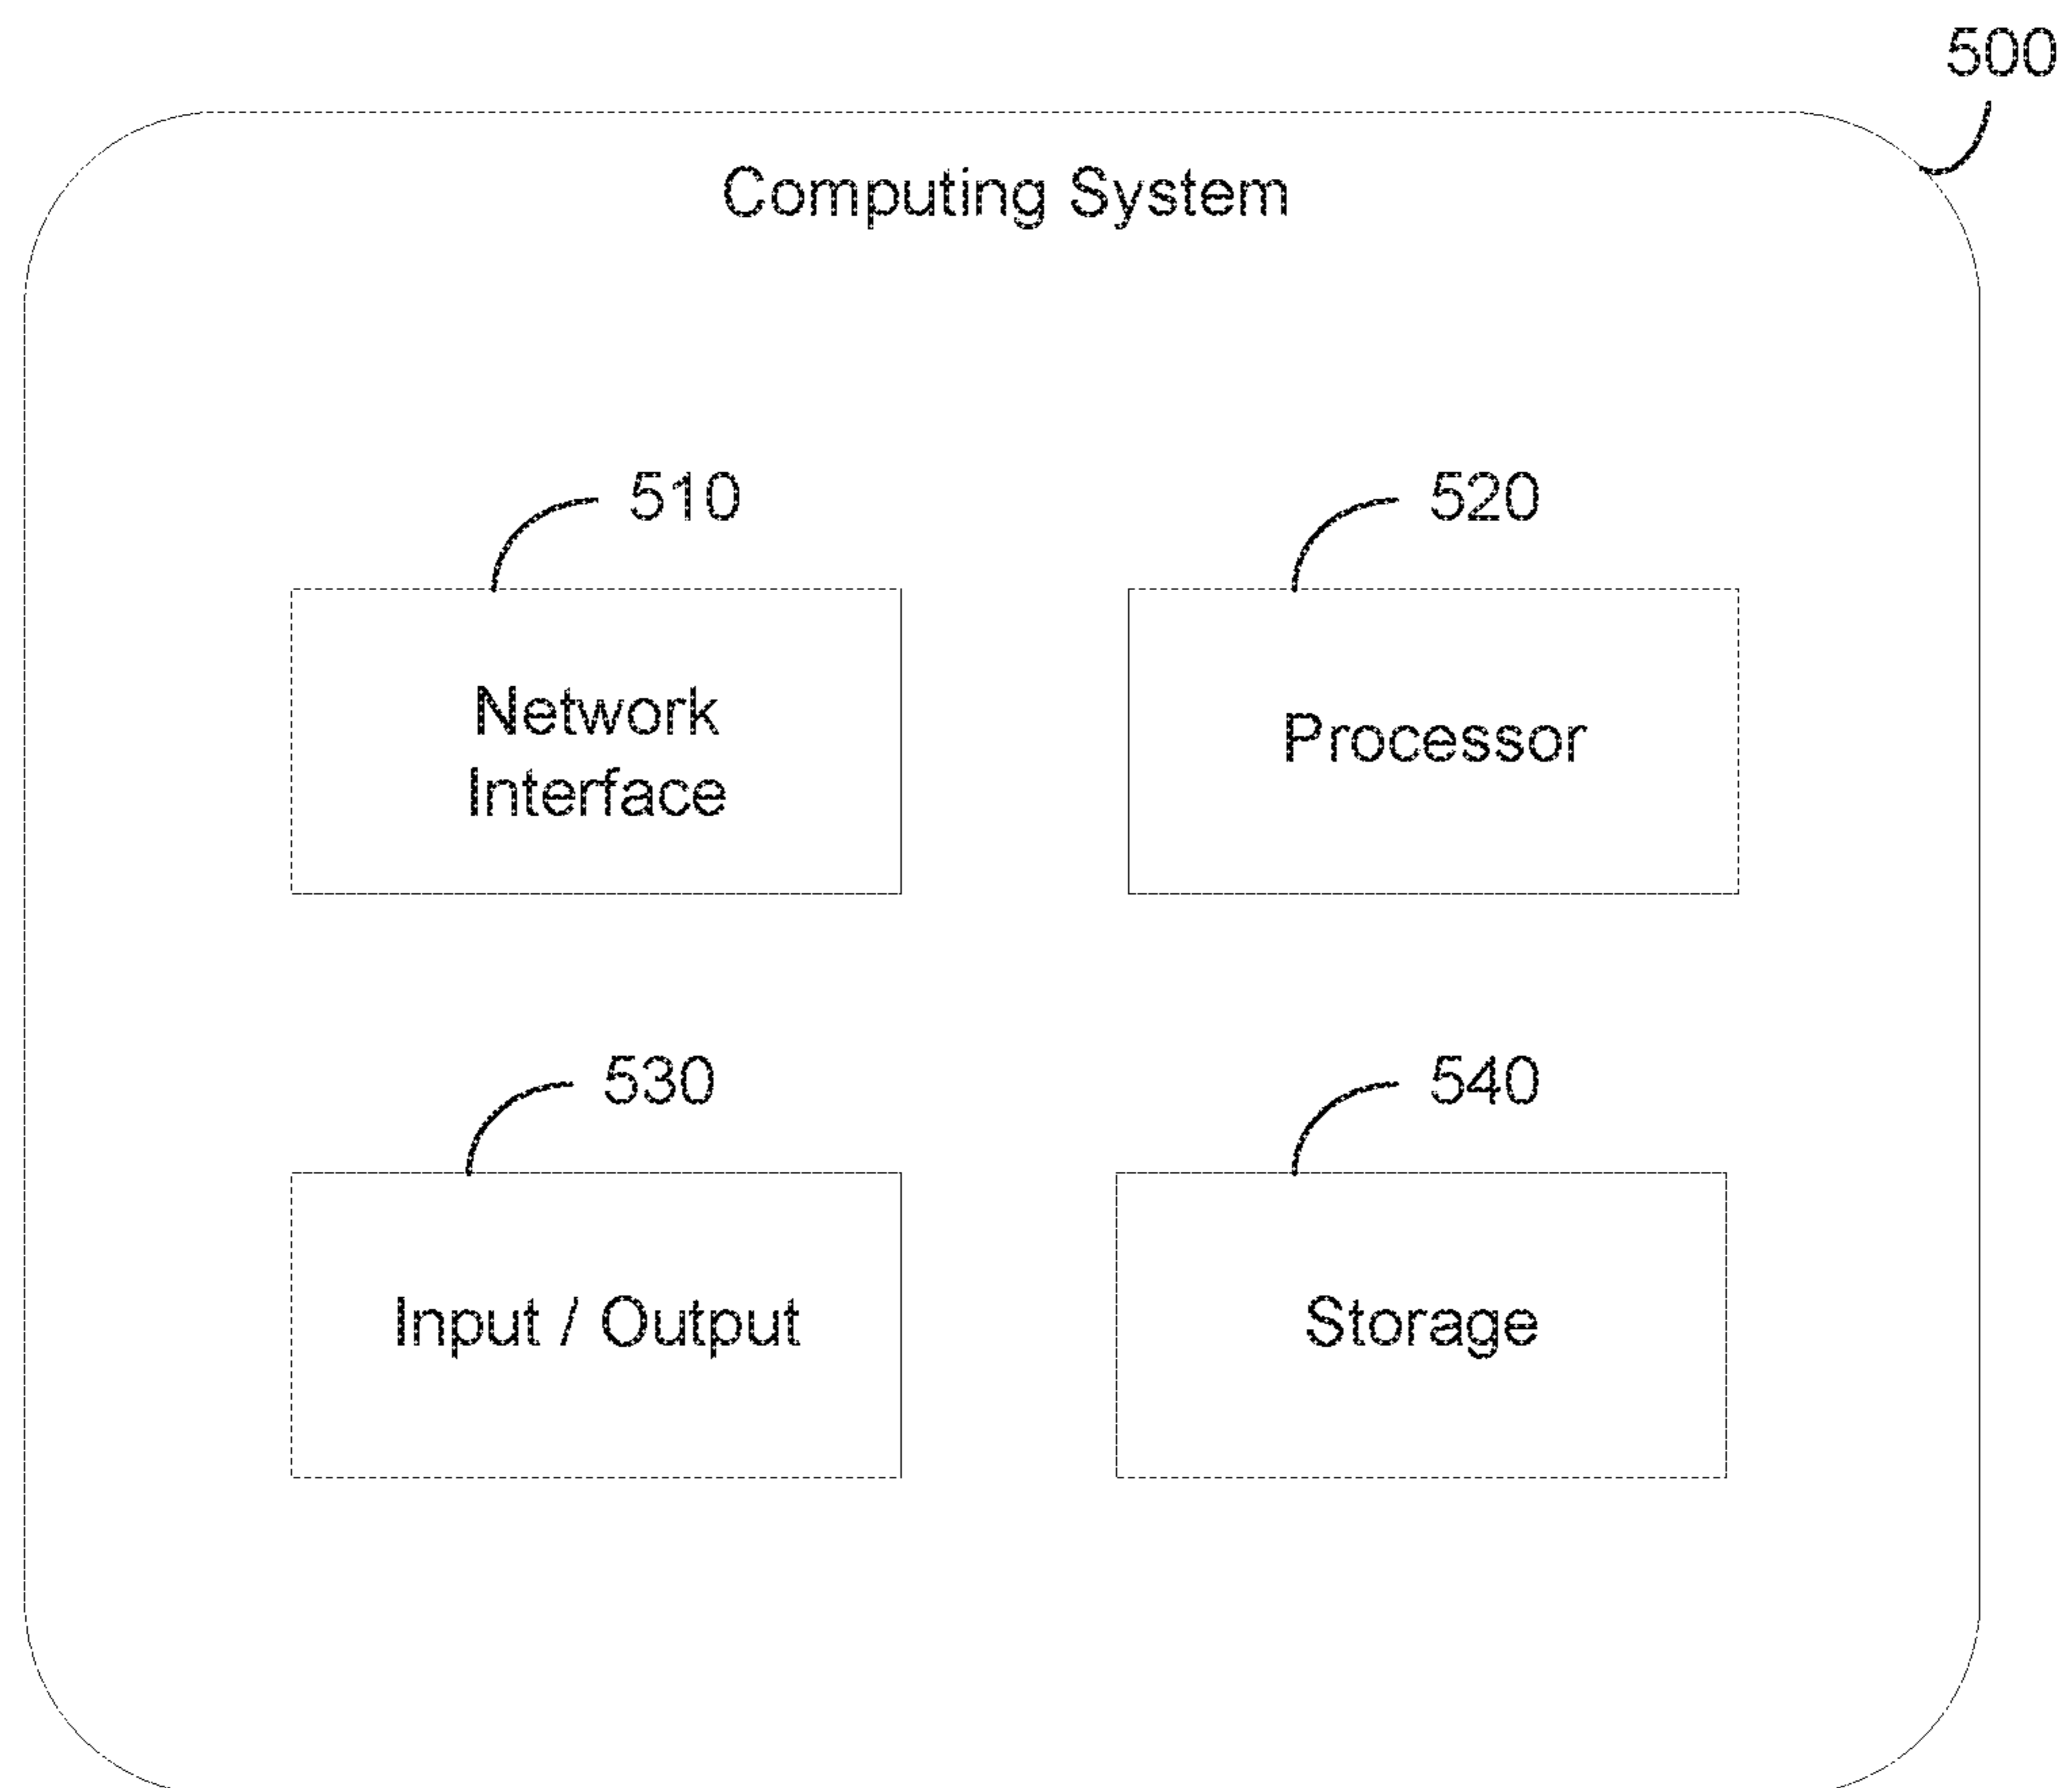 500
Computing System
510
520
Network
Interface
Processor
530
540
Input / Output
Storage